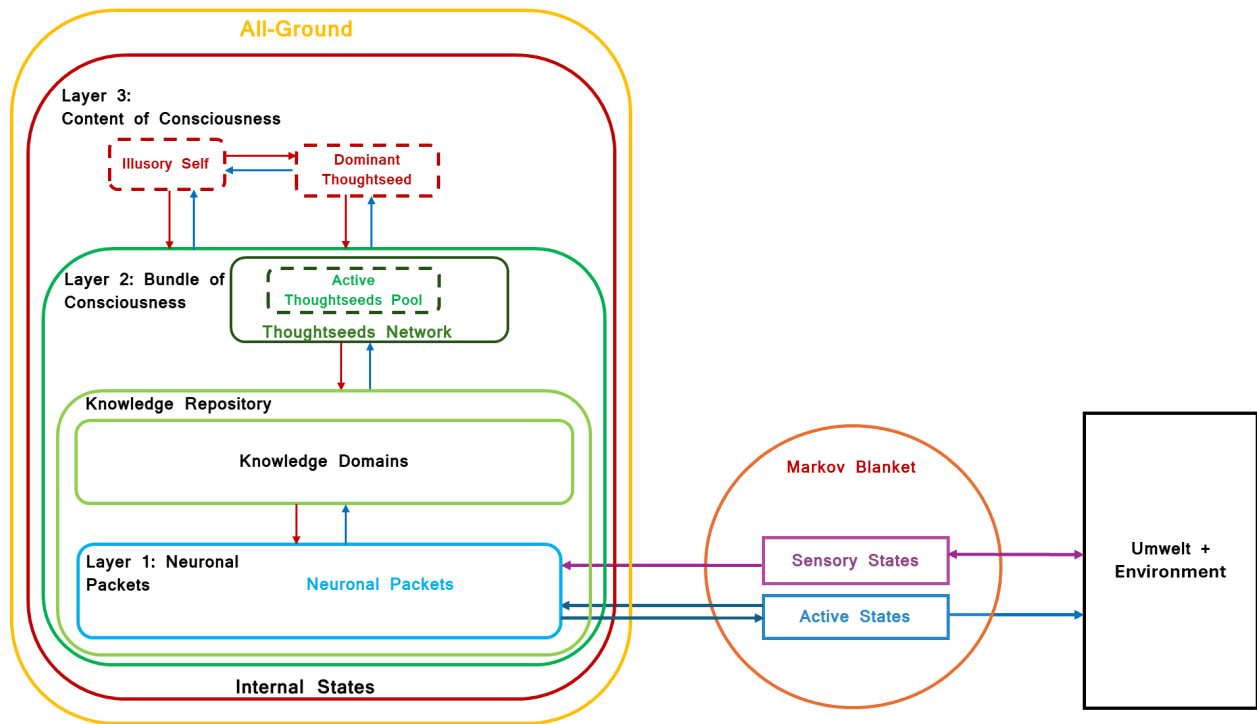 All-Ground
Layer 3:
Content of Consciousness
Illusory Self
Dominant
Thoughtseed
Layer 2: Bundle of
Consciousness
Active
Thoughtseeds Pool
Thoughtseeds Network
Knowledge Repository
Knowledge Domains
Layer 1: Neuronal
Packets
Neuronal Packets
Internal States
Markov Blanket
Sensory States
Active States
Umwelt +
Environment